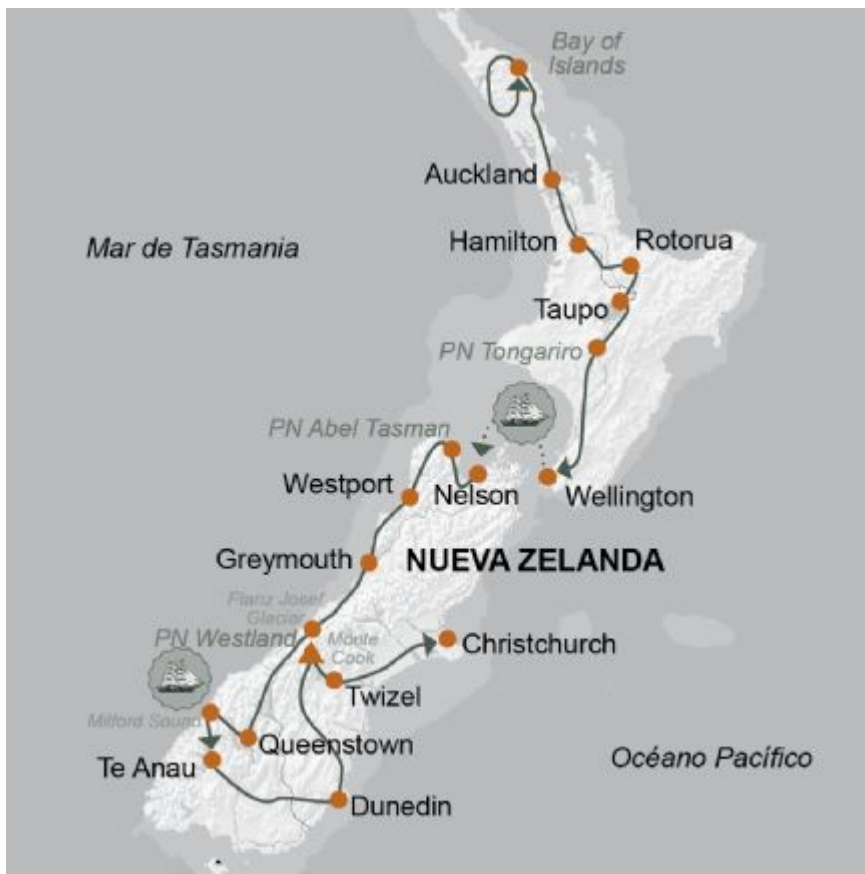 Bay of
Islands
Auckland
Hamilton
Rotorua
Mar de Tasmania
Taupo
PN Tongariro
PN Abel Tasman
Westport
Nelson
Wellington
Greymouth
NUEVA ZELANDA
Flanz Josef
Glacier
PN Westland
Monte
Cook
Christchurch
Twizel
Milford Sound
Queenstown
Te Anau
Océano Pacífico
Dunedin